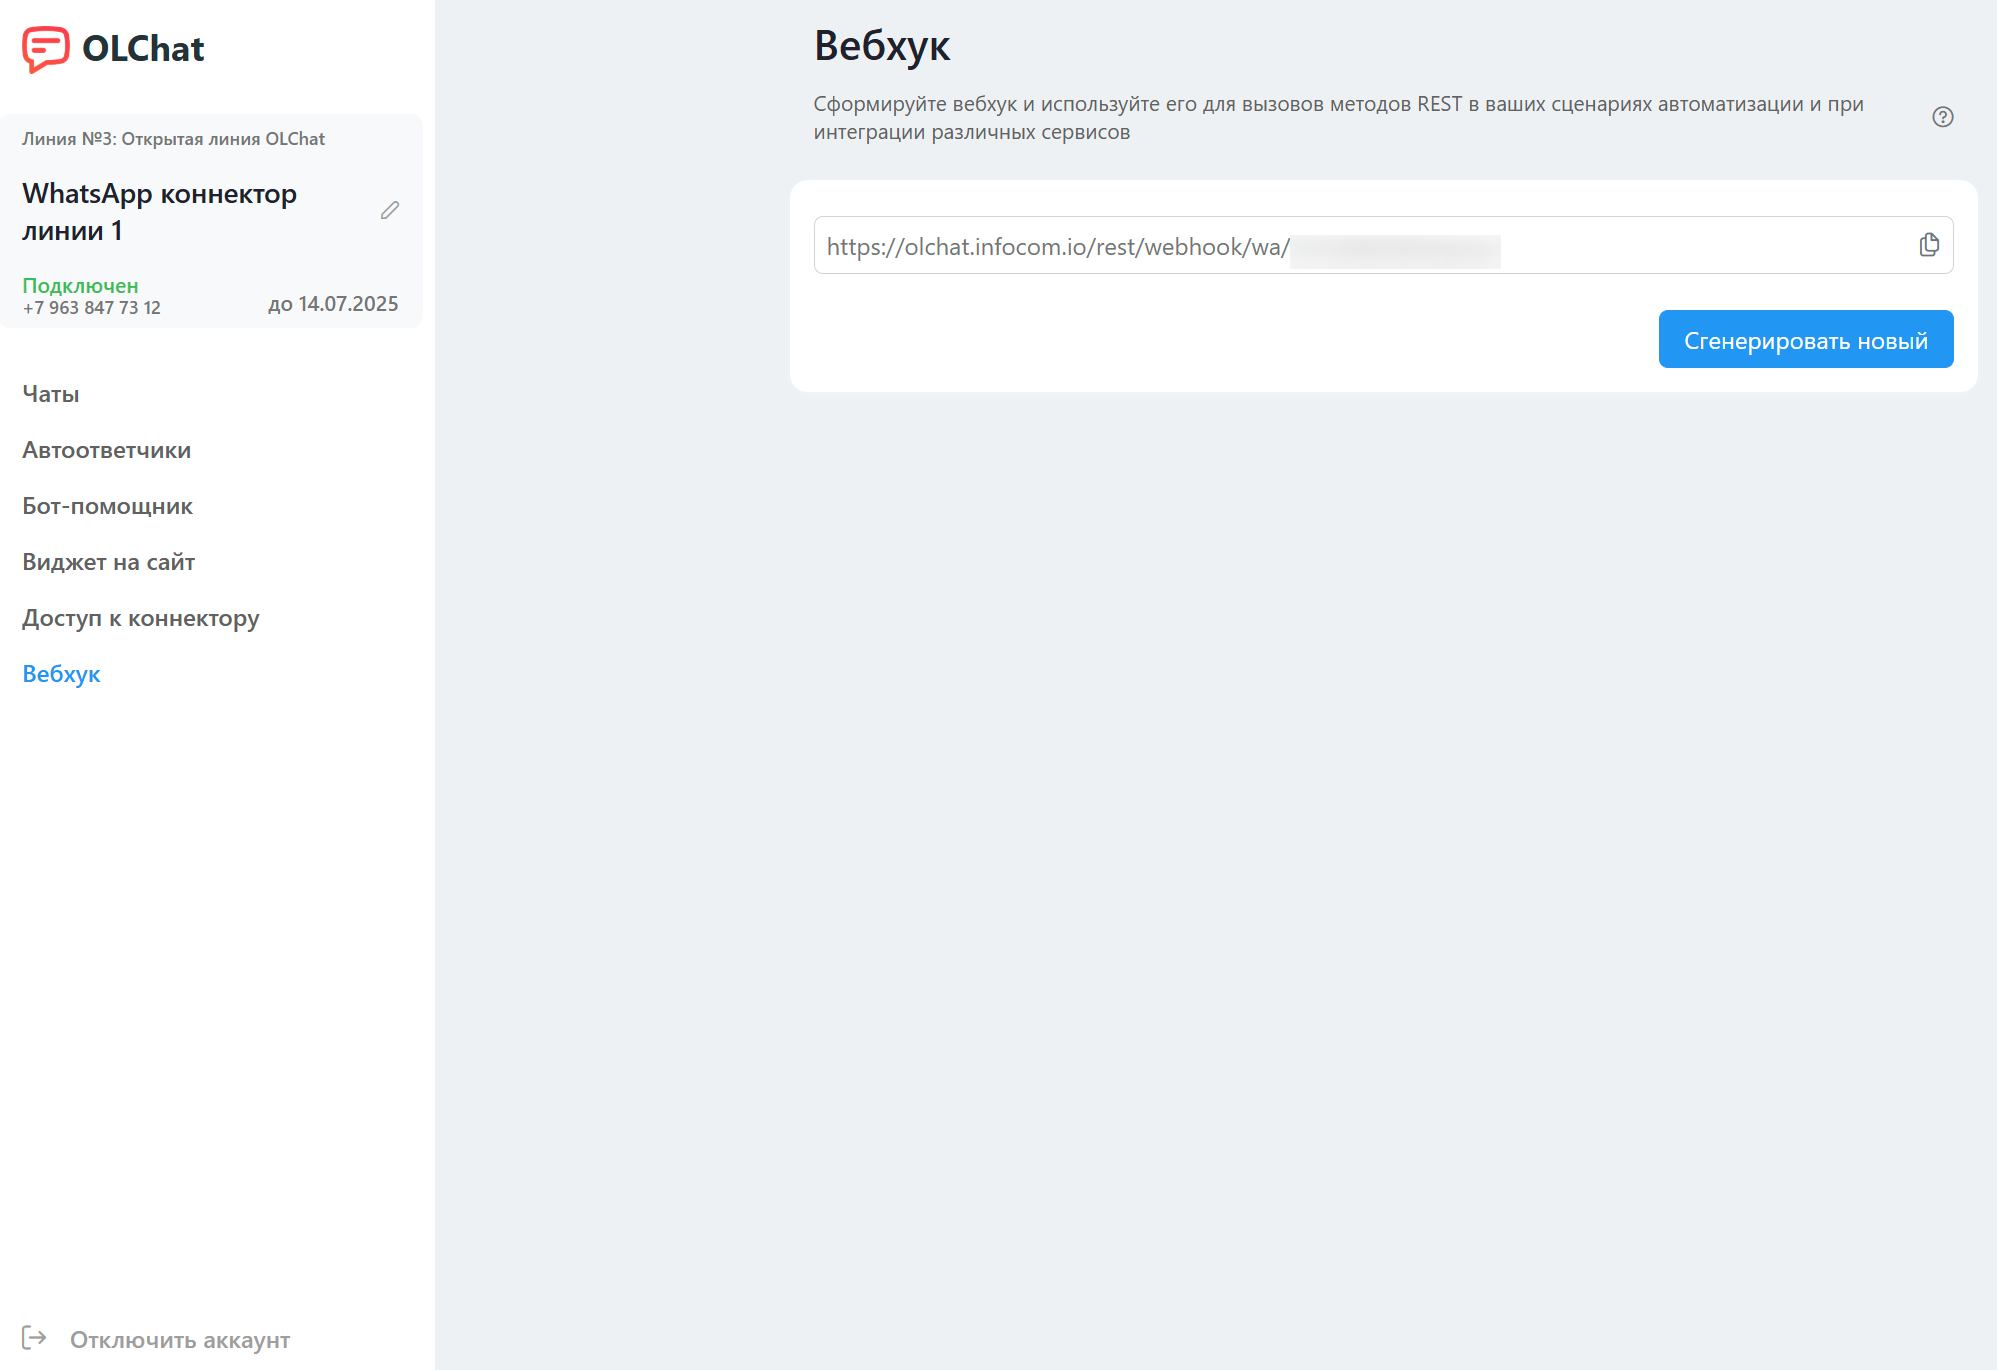 OLChat
Линия №3: Открытая линия OLChat
WhatsApp коннектор
линии 1
Подключен
+7 963 847 73 12
до 14.07.2025
Чаты
Автоответчики
Бот-помощник
Виджет на сайт
Доступ к коннектору
Вебхук
Отключить аккаунт
Вебхук
Сформируйте вебхук и используйте его для вызовов методов REST в ваших сценариях автоматизации и при
интеграции различных сервисов
https://olchat.infocom.io/rest/webhook/wa/
Сгенерировать новый